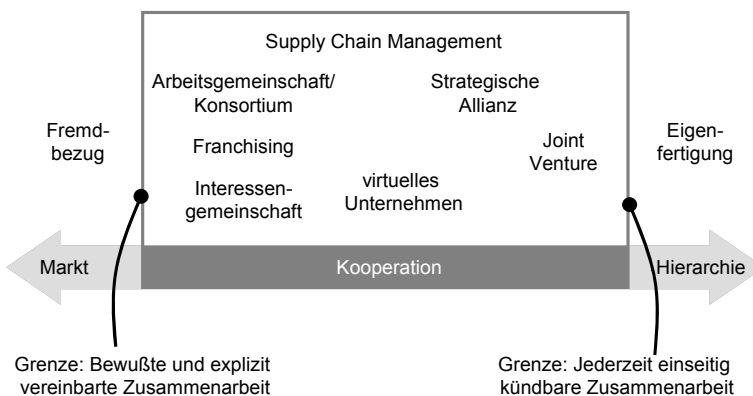 Supply Chain Management
Arbeitsgemeinschaft/
Konsortium
Strategische
Allianz
Fremd-
bezug
Franchising
Joint
Venture
Eigen-
fertigung
Interessen-
gemeinschaft
virtuelles
Unternehmen
Markt
Kooperation
Hierarchie
Grenze: Bewußte und explizit
vereinbarte Zusammenarbeit
Grenze: Jederzeit einseitig
kündbare Zusammenarbeit